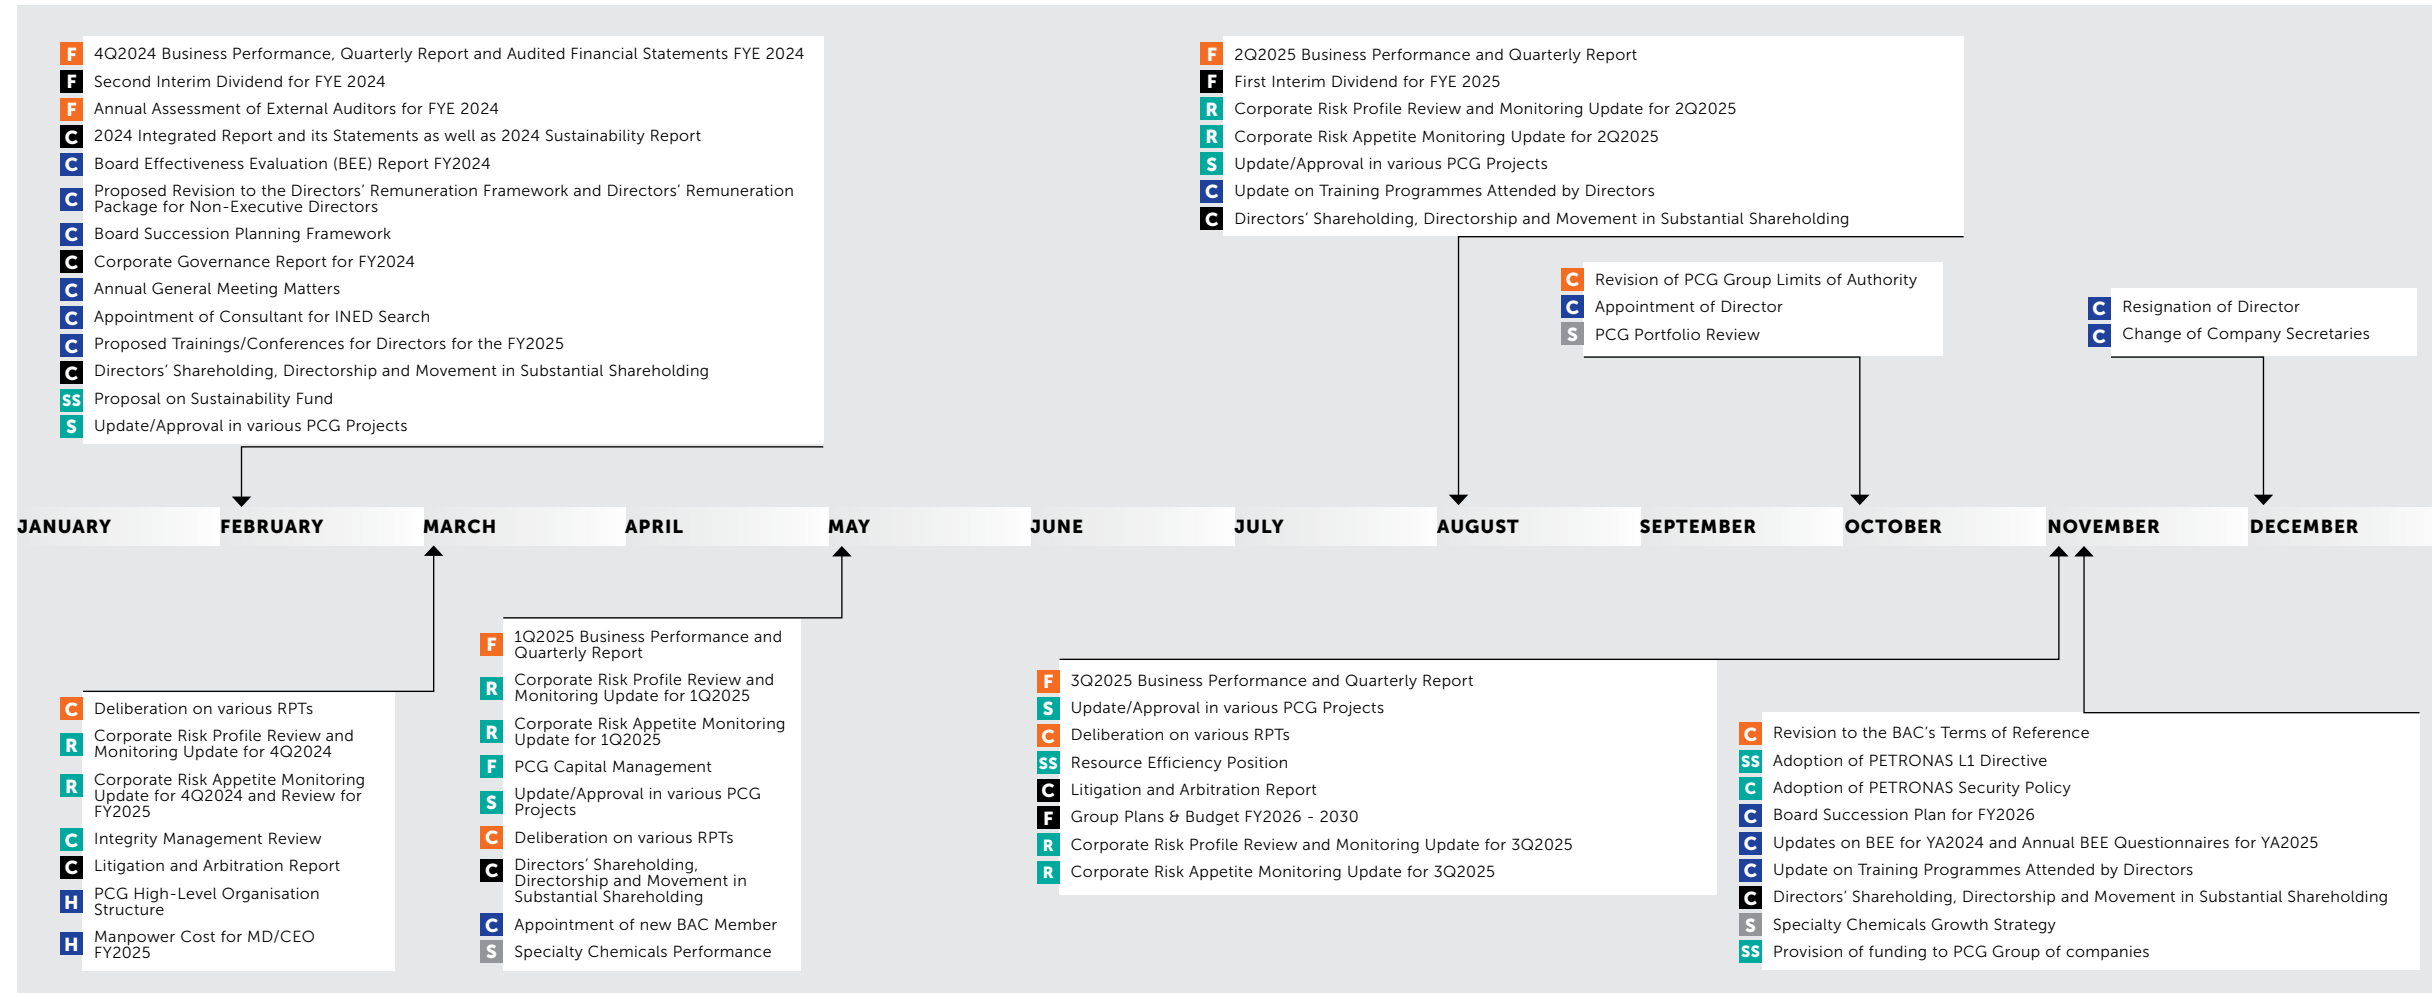 F 4Q2024 Business Performance, Quarterly Report and Audited Financial Statements FYE 2024
F Second Interim Dividend for FYE 2024
F Annual Assessment of External Auditors for FYE 2024
C 2024 Integrated Report and its Statements as well as 2024 Sustainability Report
C Board Effectiveness Evaluation (BEE) Report FY2024
C Proposed Revision to the Directors' Remuneration Framework and Directors' Remuneration
Package for Non-Executive Directors
C Board Succession Planning Framework
C Corporate Governance Report for FY2024
C Annual General Meeting Matters
C Appointment of Consultant for INED Search
C Proposed Trainings/Conferences for Directors for the FY2025
C Directors' Shareholding, Directorship and Movement in Substantial Shareholding
SS Proposal on Sustainability Fund
S Update/Approval in various PCG Projects
F 2Q2025 Business Performance and Quarterly Report
F First Interim Dividend for FYE 2025
R Corporate Risk Profile Review and Monitoring Update for 2Q2025
R Corporate Risk Appetite Monitoring Update for 2Q2025
S Update/Approval in various PCG Projects
C Update on Training Programmes Attended by Directors
C Directors' Shareholding, Directorship and Movement in Substantial Shareholding
C Revision of PCG Group Limits of Authority
C Appointment of Director
S PCG Portfolio Review
C Resignation of Director
C Change of Company Secretaries
JANUARY FEBRUARY MARCH APRIL MAY JUNE JULY AUGUST SEPTEMBER OCTOBER NOVEMBER DECEMBER
C Deliberation on various RPTs
R Corporate Risk Profile Review and
Monitoring Update for 4Q2024
R Corporate Risk Appetite Monitoring
Update for 4Q2024 and Review for
FY2025
C Integrity Management Review
C Litigation and Arbitration Report
H PCG High-Level Organisation
Structure
H Manpower Cost for MD/CEO
FY2025
F 1Q2025 Business Performance and
Quarterly Report
R Corporate Risk Profile Review and
Monitoring Update for 1Q2025
R Corporate Risk Appetite Monitoring
Update for 1Q2025
F PCG Capital Management
S Update/Approval in various PCG
Projects
C Deliberation on various RPTs
C Directors' Shareholding,
Directorship and Movement in
Substantial Shareholding
C Appointment of new BAC Member
S Specialty Chemicals Performance
F 3Q2025 Business Performance and Quarterly Report
S Update/Approval in various PCG Projects
C Deliberation on various RPTs
SS Resource Efficiency Position
C Litigation and Arbitration Report
F Group Plans & Budget FY2026 - 2030
R Corporate Risk Profile Review and Monitoring Update for 3Q2025
R Corporate Risk Appetite Monitoring Update for 3Q2025
C Revision to the BAC's Terms of Reference
SS Adoption of PETRONAS L1 Directive
C Adoption of PETRONAS Security Policy
C Board Succession Plan for FY2026
C Updates on BEE for YA2024 and Annual BEE Questionnaires for YA2025
C Update on Training Programmes Attended by Directors
C Directors' Shareholding, Directorship and Movement in Substantial Shareholding
S Specialty Chemicals Growth Strategy
SS Provision of funding to PCG Group of companies